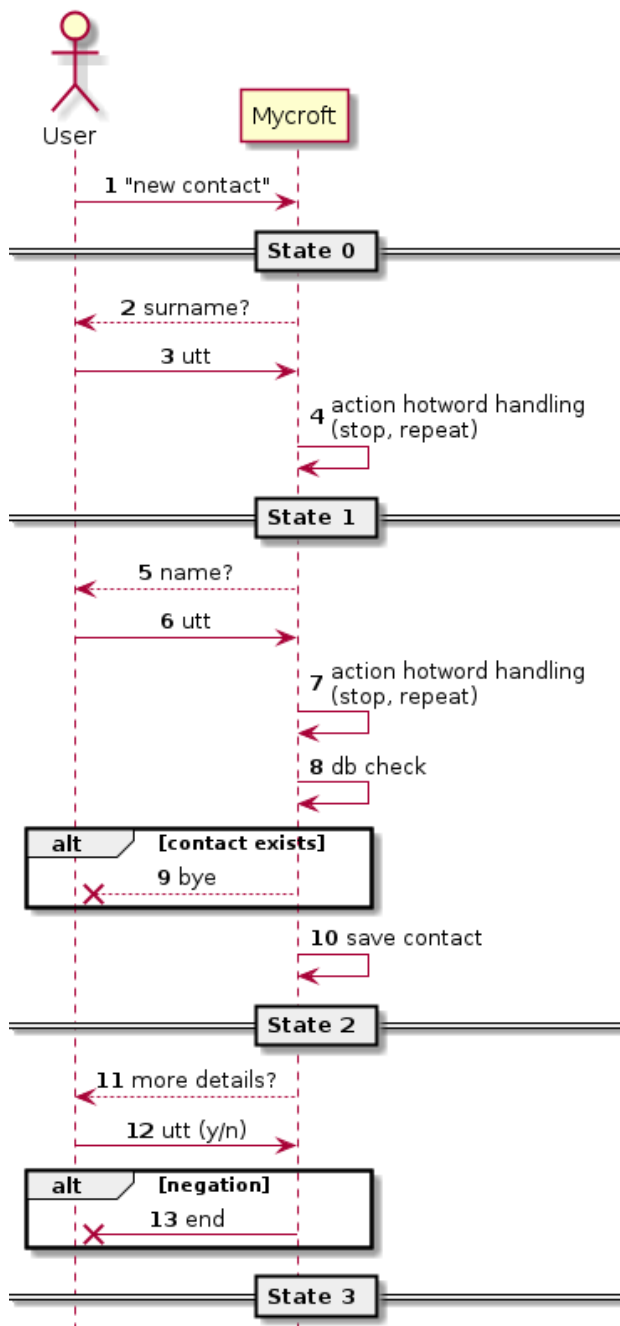 User
Mycroft
1 "new contact"
State 0
2 surname?
3 utt
4 action hotword handling
(stop, repeat)
State 1
5 name?
6 utt
7 action hotword handling
(stop, repeat)
8 db check
alt [contact exists]
9 bye
10 save contact
State 2
11 more details?
12 utt (y/n)
alt [negation]
13 end
State 3